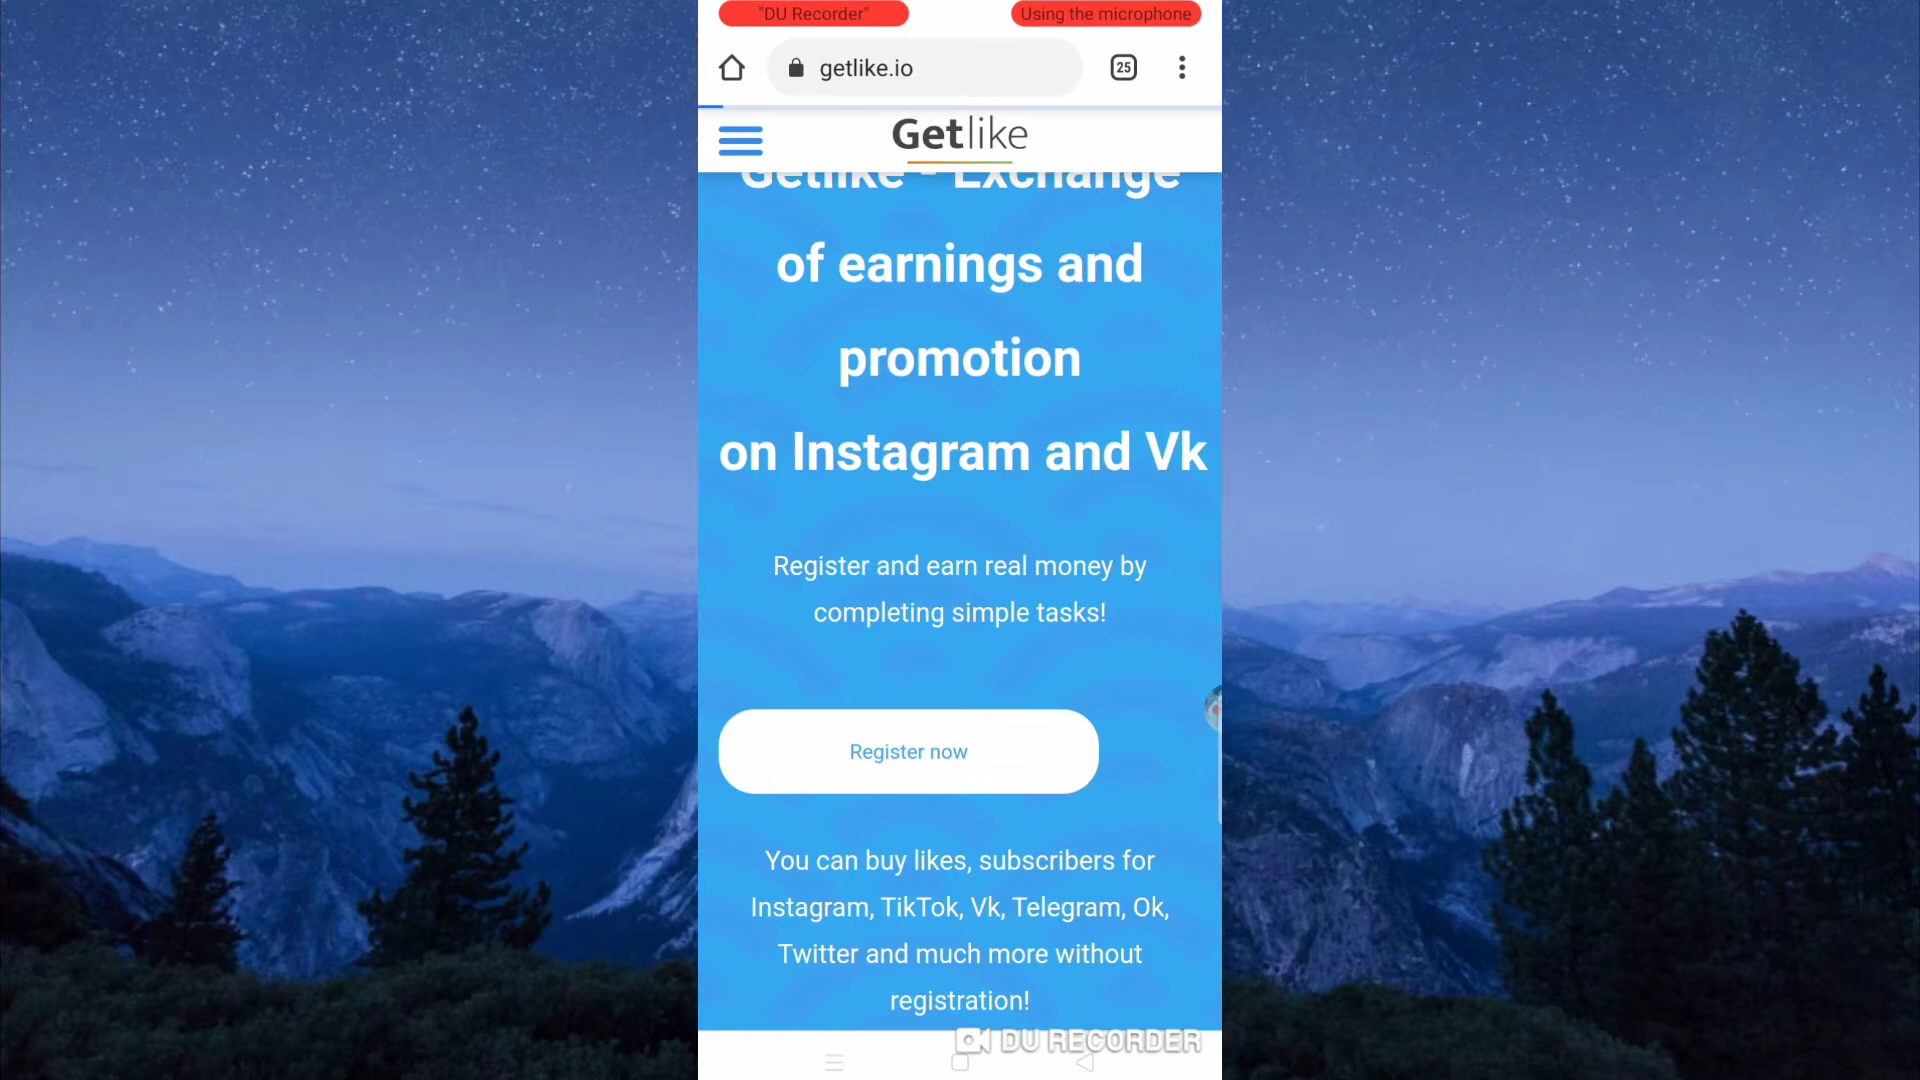 "DU Recorder"
Using the microphone
getlike.io
25
Getlike
Getlike - Exchange
of earnings and
promotion
on Instagram and Vk
Register and earn real money by
completing simple tasks!
Register now
You can buy likes, subscribers for
Instagram, TikTok, Vk, Telegram, Ok,
Twitter and much more without
registration!
DU RECORDER